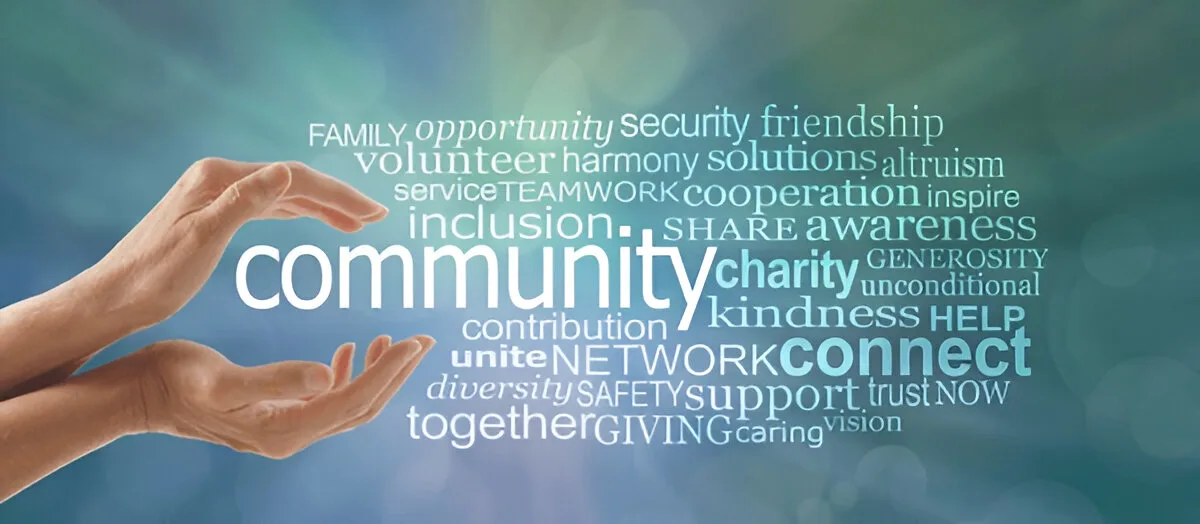 FAMILY opportunity security friendship
volunteer harmony solutions altruism
service TEAMWORK cooperation inspire
inclusion SHARE awareness
community charity GENEROSITY
unconditional
contribution kindness HELP
unite NETWORK connect
diversity SAFETY support trust NOW
together GIVING caring vision